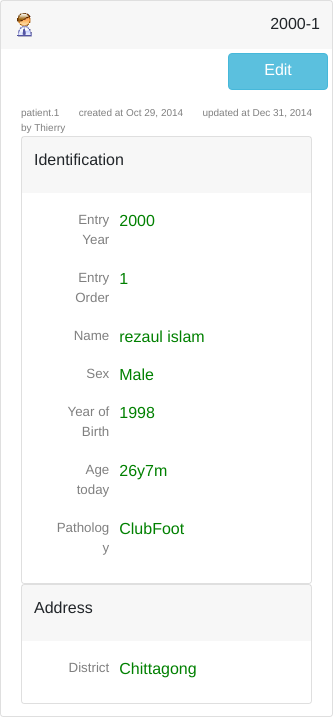 2000-1
Edit
patient.1 created at Oct 29, 2014 updated at Dec 31, 2014
by Thierry
Identification
Entry 2000
Year
Entry 1
Order
Name rezaul islam
Sex Male
Year of 1998
Birth
Age 26y7m
today
Patholog ClubFoot
y
Address
District Chittagong